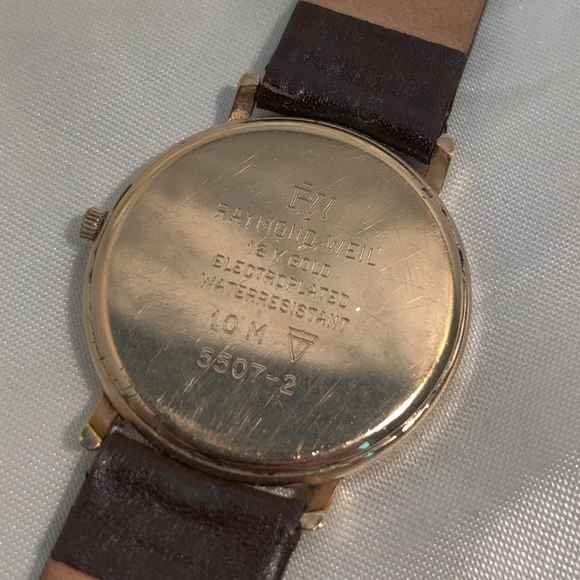 RW
RAYMOND WEIL
18 K GOLD
ELECTROPLATED
WATERRESISTANT
10 M
5507-2